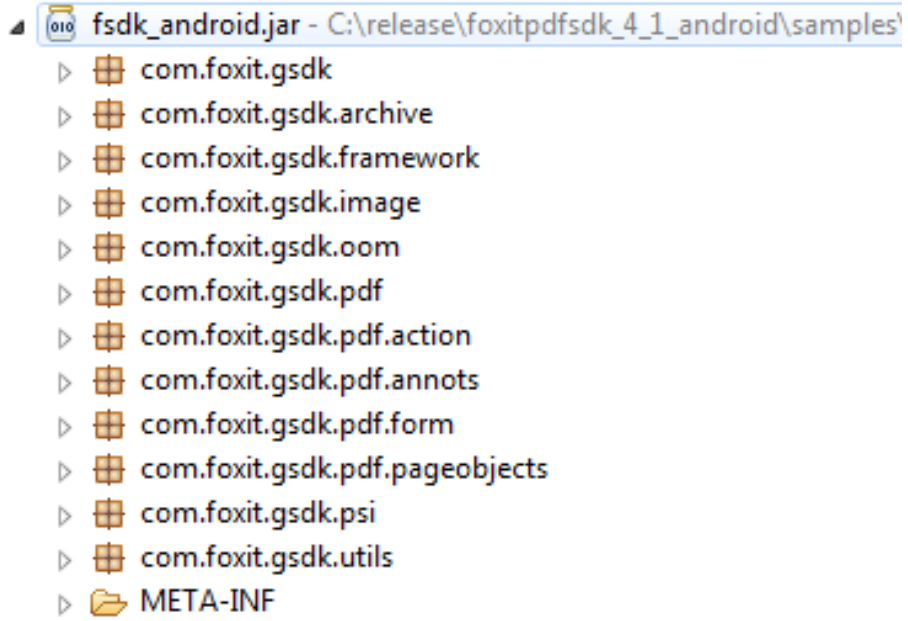 fsdk_android.jar - C:\release\foxitpdfsdk_4_1_android\samples\
com.foxit.gsdk
com.foxit.gsdk.archive
com.foxit.gsdk.framework
com.foxit.gsdk.image
com.foxit.gsdk.oom
com.foxit.gsdk.pdf
com.foxit.gsdk.pdf.action
com.foxit.gsdk.pdf.annots
com.foxit.gsdk.pdf.form
com.foxit.gsdk.pdf.pageobjects
com.foxit.gsdk.psi
com.foxit.gsdk.utils
META-INF